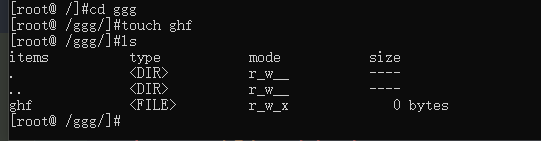 [root@ /]#cd ggg
[root@ /ggg/]#touch ghf
[root@ /ggg/]#ls
items type mode size
. <DIR> r_w__ ----
.. <DIR> r_w__ ----
ghf <FILE> r_w_x 0 bytes
[root@ /ggg/]#